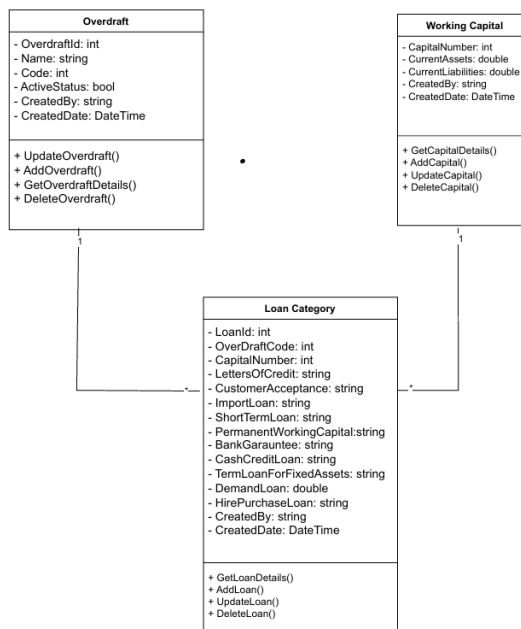 Overdraft
- OverdraftId: int
- Name: string
- Code: int
- ActiveStatus: bool
- CreatedBy: string
- CreatedDate: DateTime
+ UpdateOverdraft()
+ AddOverdraft()
+ GetOverdraftDetails()
+ DeleteOverdraft()
1
Working Capital
- CapitalNumber: int
- CurrentAssets: double
- CurrentLiabilities: double
- CreatedBy: string
- CreatedDate: DateTime
+ GetCapitalDetails()
+ AddCapital()
+ UpdateCapital()
+ DeleteCapital()
1
*
*
Loan Category
- LoanId: int
- OverDraftCode: int
- CapitalNumber: int
- LettersOfCredit: string
- CustomerAcceptance: string
- ImportLoan: string
- ShortTermLoan: string
- PermanentWorkingCapital:string
- BankGarauntee: string
- CashCreditLoan: string
- TermLoanForFixedAssets: string
- DemandLoan: double
- HirePurchaseLoan: string
- CreatedBy: string
- CreatedDate: DateTime
+ GetLoanDetails()
+ AddLoan()
+ UpdateLoan()
+ DeleteLoan()